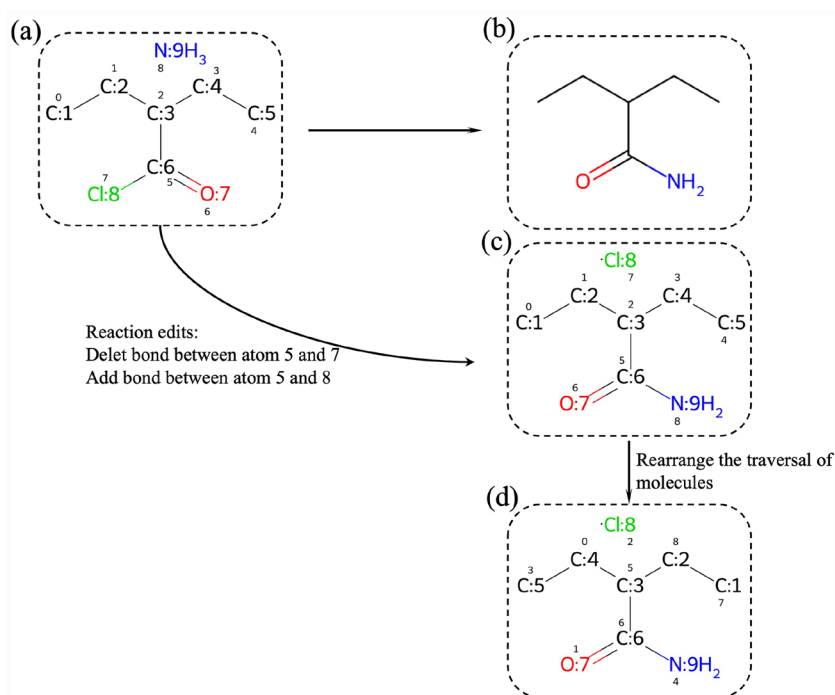 (a)
N:9H3
8
1
3
C:2
C:4
0
2
C:1
C:3
C:5
4
7
C:6
5
Cl:8
O:7
6
(b)
O
NH2
Reaction edits:
Delet bond between atom 5 and 7
Add bond between atom 5 and 8
(c)
·Cl:8
1
7
3
C:2
C:4
0
2
C:1
C:3
C:5
4
5
6
C:6
O:7
N:9H2
8
Rearrange the traversal of
molecules
(d)
·Cl:8
0
2
8
C:4
C:2
3
5
C:5
C:3
C:1
7
6
C:6
1
O:7
N:9H2
4